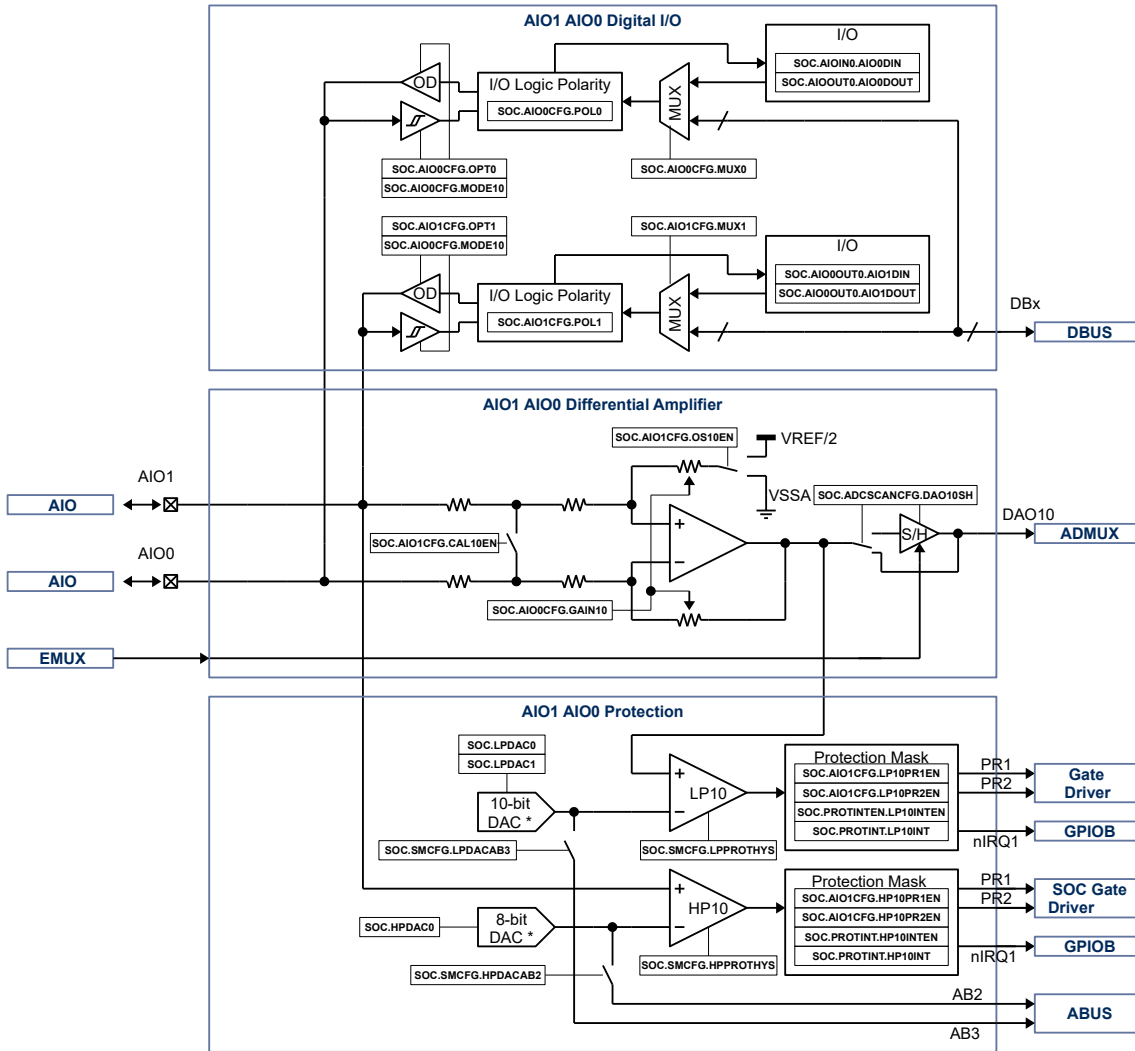 AIO1 AIO0 Digital I/O
I/O
SOC.AIOIN0.AIO0DIN
SOC.AIOOUT0.AIO0DOUT
OD
I/O Logic Polarity
SOC.AIO0CFG.POL0
MUX
SOC.AIO0CFG.OPT0
SOC.AIO0CFG.MODE10
SOC.AIO0CFG.MUX0
SOC.AIO1CFG.OPT1
SOC.AIO0CFG.MODE10
SOC.AIO1CFG.MUX1
I/O
SOC.AIO0OUT0.AIO1DIN
SOC.AIO0OUT0.AIO1DOUT
OD
I/O Logic Polarity
SOC.AIO1CFG.POL1
MUX
DBx
DBUS
AIO1 AIO0 Differential Amplifier
SOC.AIO1CFG.OS10EN
VREF/2
VSSA
SOC.ADCSCANCFG.DAO10SH
AIO1
AIO
DAO10
S/H
ADMUX
SOC.AIO1CFG.CAL10EN
AIO0
AIO
SOC.AIO0CFG.GAIN10
+
−
EMUX
AIO1 AIO0 Protection
SOC.LPDAC0
SOC.LPDAC1
10-bit
DAC *
+
−
LP10
Protection Mask
SOC.AIO1CFG.LP10PR1EN
SOC.AIO1CFG.LP10PR2EN
SOC.PROTINTEN.LP10INTEN
SOC.PROTINT.LP10INT
PR1
PR2
Gate
Driver
nIRQ1
GPIOB
SOC.SMCFG.LPDACAB3
SOC.SMCFG.LPPROTHYS
SOC.HPDAC0
8-bit
DAC *
+
−
HP10
Protection Mask
SOC.AIO1CFG.HP10PR1EN
SOC.AIO1CFG.HP10PR2EN
SOC.PROTINT.HP10INTEN
SOC.PROTINT.HP10INT
PR1
PR2
SOC Gate
Driver
nIRQ1
GPIOB
SOC.SMCFG.HPDACAB2
SOC.SMCFG.HPPROTHYS
AB2
AB3
ABUS